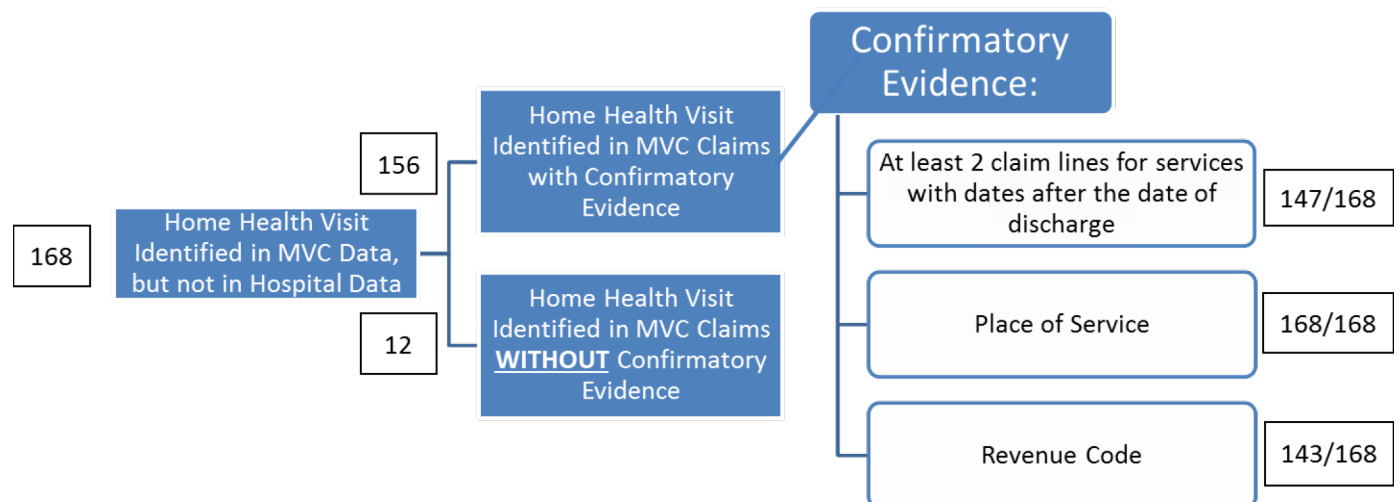 168
Home Health Visit
Identified in MVC Data,
but not in Hospital Data
156
Home Health Visit
Identified in MVC Claims
with Confirmatory
Evidence
12
Home Health Visit
Identified in MVC Claims
WITHOUT Confirmatory
Evidence
Confirmatory
Evidence:
At least 2 claim lines for services
with dates after the date of
discharge
147/168
Place of Service
168/168
Revenue Code
143/168